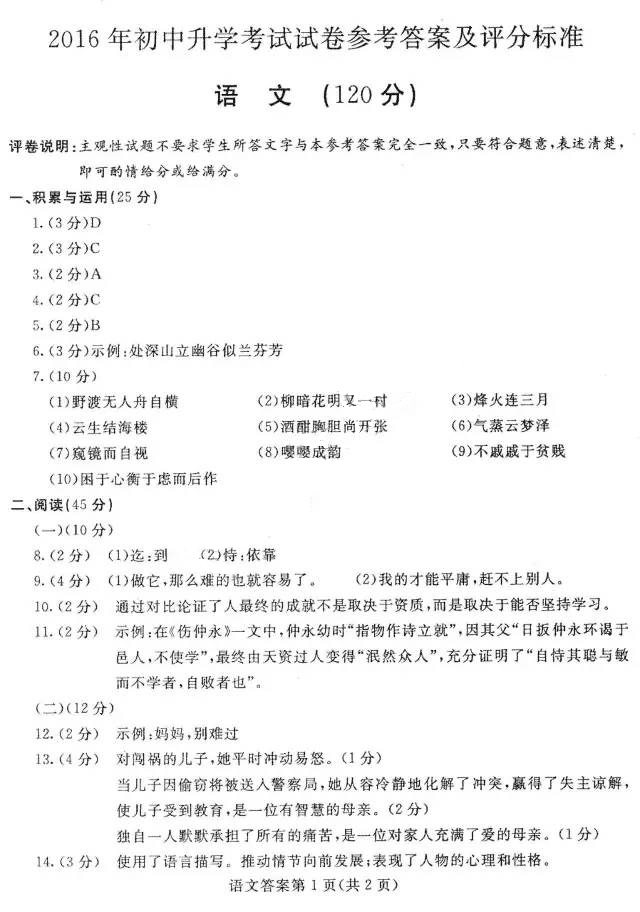 2016年初中升学考试试卷参考答案及评分标准
语 文 (120分)
评卷说明:主观性试题不要求学生所答文字与本参考答案完全一致,只要符合题意,表述清楚,
即可酌情给分或给满分。
一、积累与运用(25分)
1.(3分)D
2.(3分)C
3.(2分)A
4.(2分)C
5.(2分)B
6.(3分)示例:处深山立幽谷似兰芬芳
7.(10分)
(1)野渡无人舟自横 (2)柳暗花明又一村 (3)烽火连三月
(4)云生结海楼 (5)酒酣胸胆尚开张 (6)气蒸云梦泽
(7)窥镜而自视 (8)嘤嘤成韵 (9)不戚戚于贫贱
(10)困于心衡于虑而后作
二、阅读(45分)
(一)(10分)
8.(2分) (1)迄:到 (2)恃:依靠
9.(4分) (1)做它,那么难的也就容易了。 (2)我的才能平庸,赶不上别人。
10.(2分) 通过对比论证了人最终的成就不是取决于资质,而是取决于能否坚持学习。
11.(2分) 示例:在《伤仲永》一文中,仲永幼时“指物作诗立就”,因其父“日扳仲永环谒于
邑人,不使学”,最终由天资过人变得“泯然众人”,充分证明了“自恃其聪与敏
而不学者,自败者也”。
(二)(12分)
12.(2分) 示例:妈妈,别难过
13.(4分) 对闯祸的儿子,她平时冲动易怒。(1分)
当儿子因偷窃将被送入警察局,她从容冷静地化解了冲突,赢得了失主谅解,
使儿子受到教育,是一位有智慧的母亲。(2分)
独自一人默默承担了所有的痛苦,是一位对家人充满了爱的母亲。(1分)
14.(3分) 使用了语言描写。推动情节向前发展;表现了人物的心理和性格。
语文答案第1页(共2页)